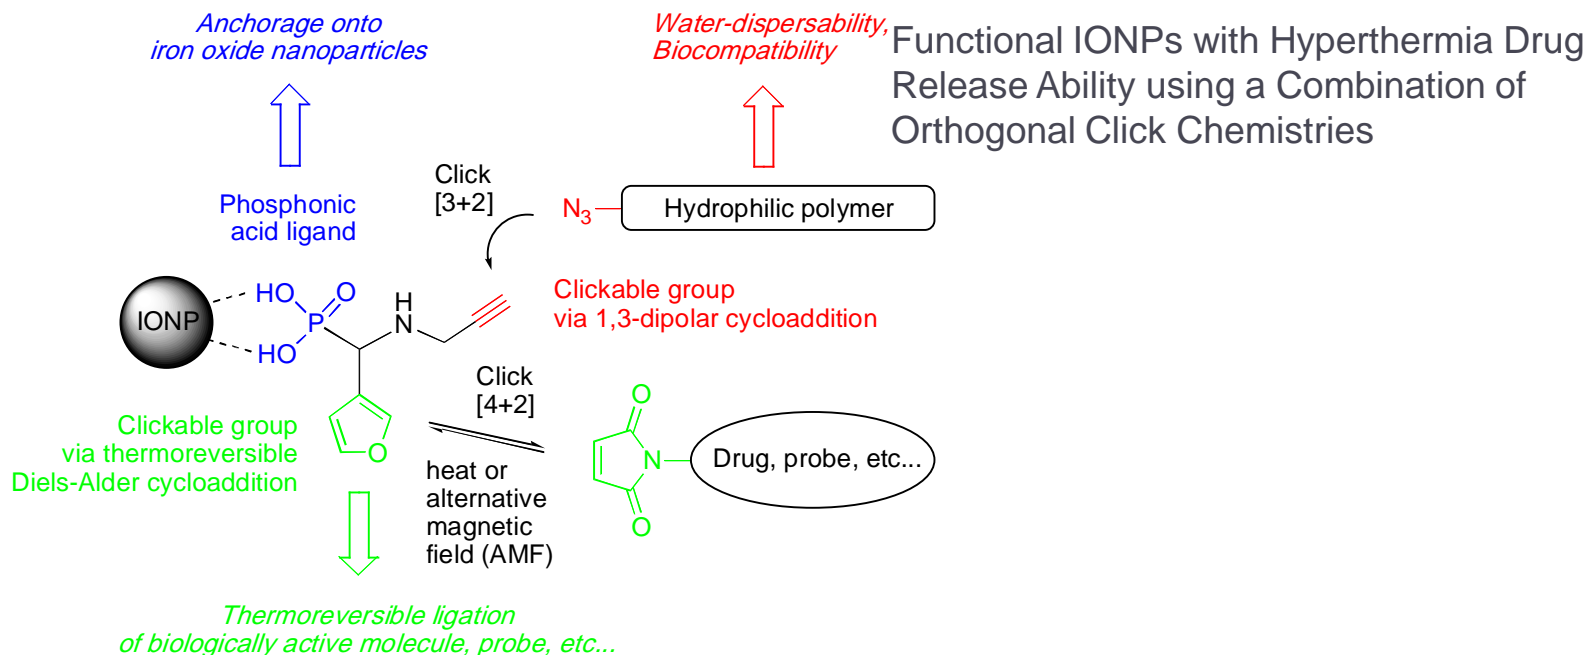 Anchorage onto
iron oxide nanoparticles
Water-dispersability,
Biocompatibility
Functional IONPs with Hyperthermia Drug
Release Ability using a Combination of
Orthogonal Click Chemistries
Phosphonic
acid ligand
Click
[3+2]
N3
Hydrophilic polymer
IONP
HO
O
P
HO
H
N
Clickable group
via 1,3-dipolar cycloaddition
Clickable group
via thermoreversible
Diels-Alder cycloaddition
O
Click
[4+2]
heat or
alternative
magnetic
field (AMF)
O
N
O
Drug, probe, etc...
Thermoreversible ligation
of biologically active molecule, probe, etc...